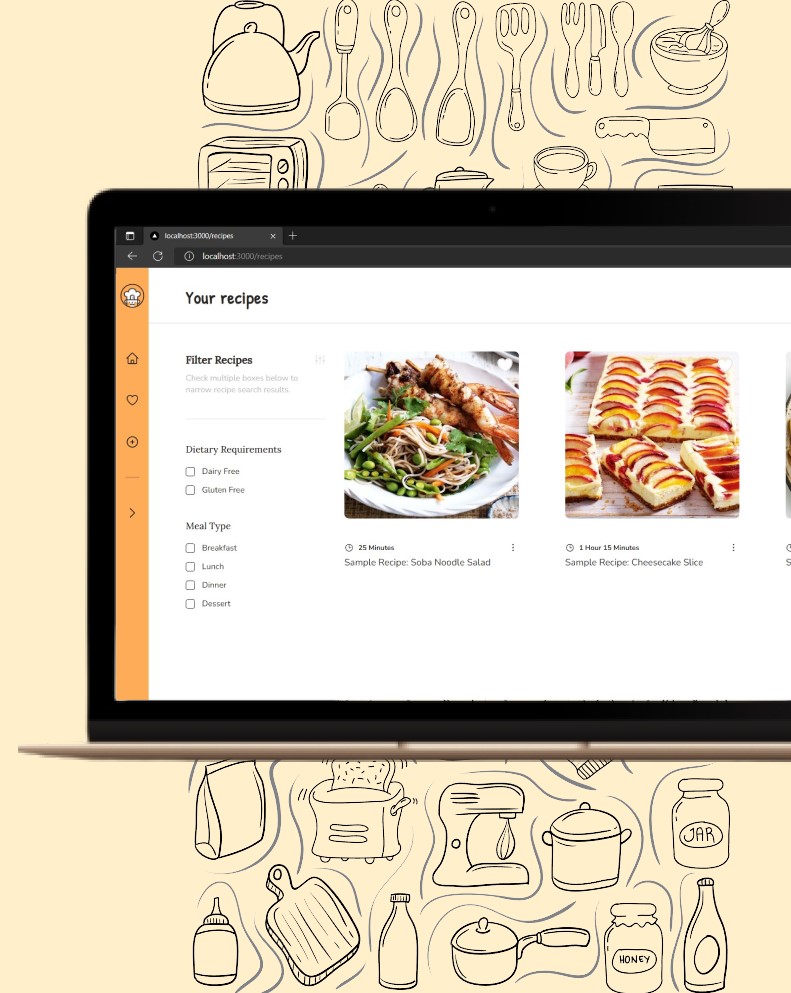 localhost:3000/recipes
localhost:3000/recipes
Your recipes
Filter Recipes
Check multiple boxes below to
narrow recipe search results.
Dietary Requirements
Dairy Free
Gluten Free
Meal Type
Breakfast
Lunch
Dinner
Dessert
25 Minutes
Sample Recipe: Soba Noodle Salad
1 Hour 15 Minutes
Sample Recipe: Cheesecake Slice
S
JAR
HONEY